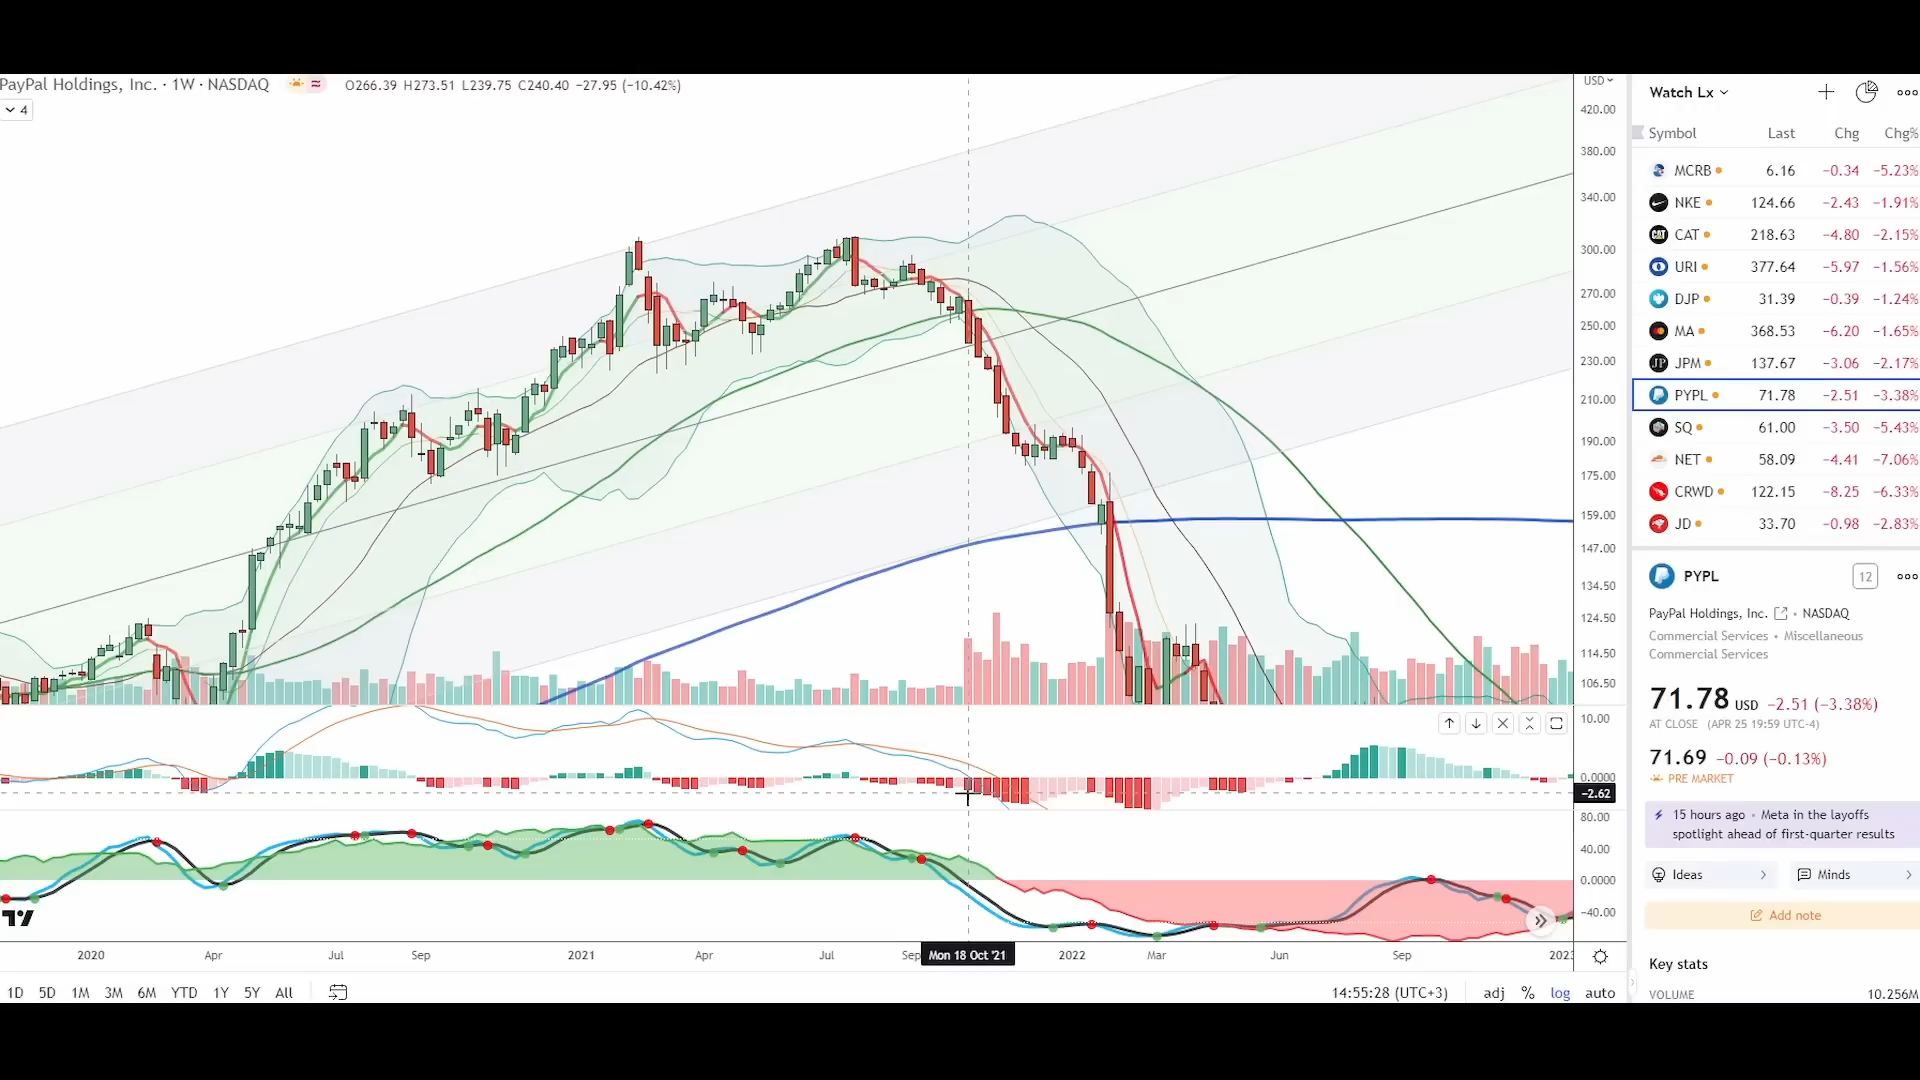 PayPal Holdings, Inc. · 1W · NASDAQ O266.39 H273.51 L239.75 C240.40 −27.95 (−10.42%)
4
USD
420.00
380.00
340.00
300.00
270.00
250.00
230.00
210.00
190.00
175.00
159.00
147.00
134.50
124.50
114.50
106.50
10.00
0.0000
−2.62
80.00
40.00
0.0000
−40.00
2020 Apr Jul Sep 2021 Apr Jul Sep Mon 18 Oct '21 2022 Mar Jun Sep 2023
1D 5D 1M 3M 6M YTD 1Y 5Y All 14:55:28 (UTC+3) adj % log auto
Watch Lx
Symbol Last Chg Chg%
MCRB 6.16 −0.34 −5.23%
NKE 124.66 −2.43 −1.91%
CAT 218.63 −4.80 −2.15%
URI 377.64 −5.97 −1.56%
DJP 31.39 −0.39 −1.24%
MA 368.53 −6.20 −1.65%
JPM 137.67 −3.06 −2.17%
PYPL 71.78 −2.51 −3.38%
SQ 61.00 −3.50 −5.43%
NET 58.09 −4.41 −7.06%
CRWD 122.15 −8.25 −6.33%
JD 33.70 −0.98 −2.83%
PYPL 12
PayPal Holdings, Inc. • NASDAQ
Commercial Services • Miscellaneous
Commercial Services
71.78 USD −2.51 (−3.38%)
AT CLOSE (APR 25 19:59 UTC-4)
71.69 −0.09 (−0.13%)
PRE MARKET
15 hours ago • Meta in the layoffs
spotlight ahead of first-quarter results
Ideas Minds
Add note
Key stats
VOLUME 10.256M